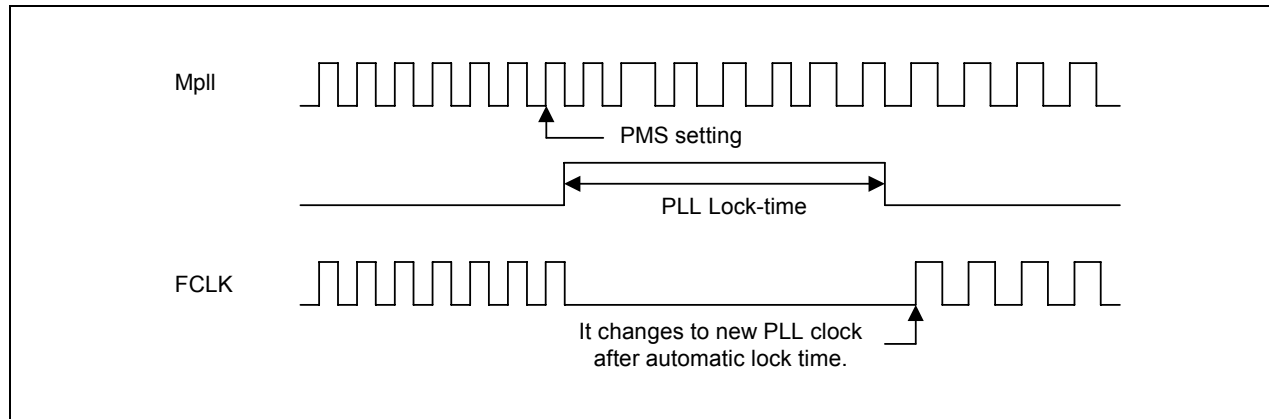 Mpll
PMS setting
PLL Lock-time
FCLK
It changes to new PLL clock
after automatic lock time.